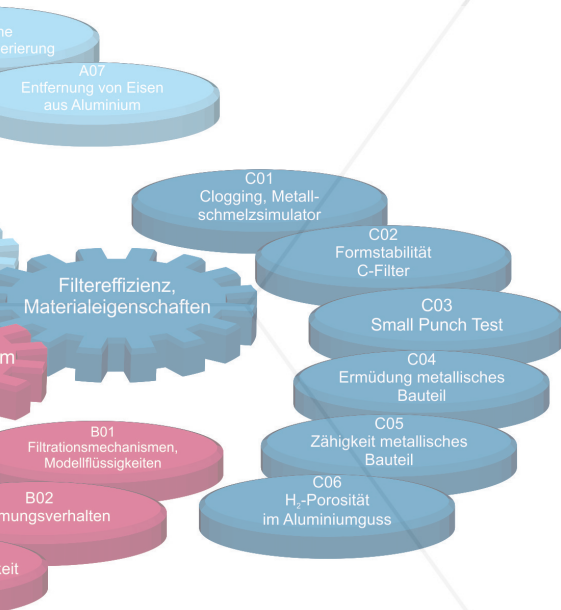 A07
Entfernung von Eisen
aus Aluminium
C01
Clogging, Metall-
schmelzsimulator
C02
Formstabilität
C-Filter
Filtereffizienz,
Materialeigenschaften
C03
Small Punch Test
C04
Ermüdung metallisches
Bauteil
B01
Filtrationsmechanismen,
Modellflüssigkeiten
C05
Zähigkeit metallisches
Bauteil
B02
C06
H₂-Porosität
im Aluminiumguss